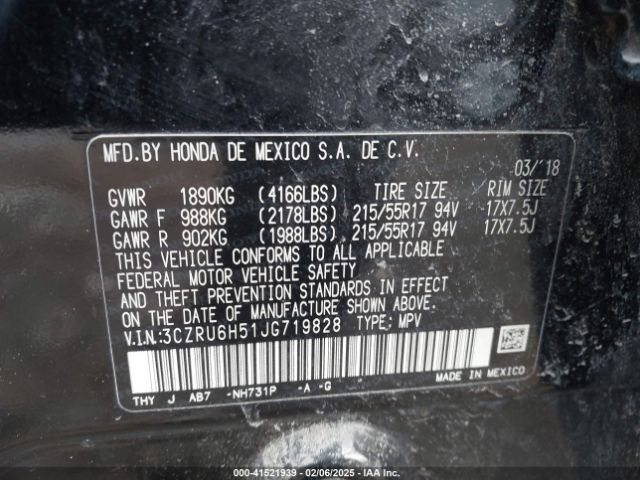 MFD.BY HONDA DE MEXICO S.A. DE C.V.
03/'18
GVWR 1890KG (4166LBS) TIRE SIZE RIM SIZE
GAWR F 988KG (2178LBS) 215/55R17 94V 17X7.5J
GAWR R 902KG (1988LBS) 215/55R17 94V 17X7.5J
THIS VEHICLE CONFORMS TO ALL APPLICABLE
FEDERAL MOTOR VEHICLE SAFETY
AND THEFT PREVENTION STANDARDS IN EFFECT
ON THE DATE OF MANUFACTURE SHOWN ABOVE.
V.I.N:3CZRU6H51JG719828 TYPE: MPV
THY J AB7 -NH731P -A -G
MADE IN MEXICO
000-41521939 - 02/06/2025 - IAA Inc.